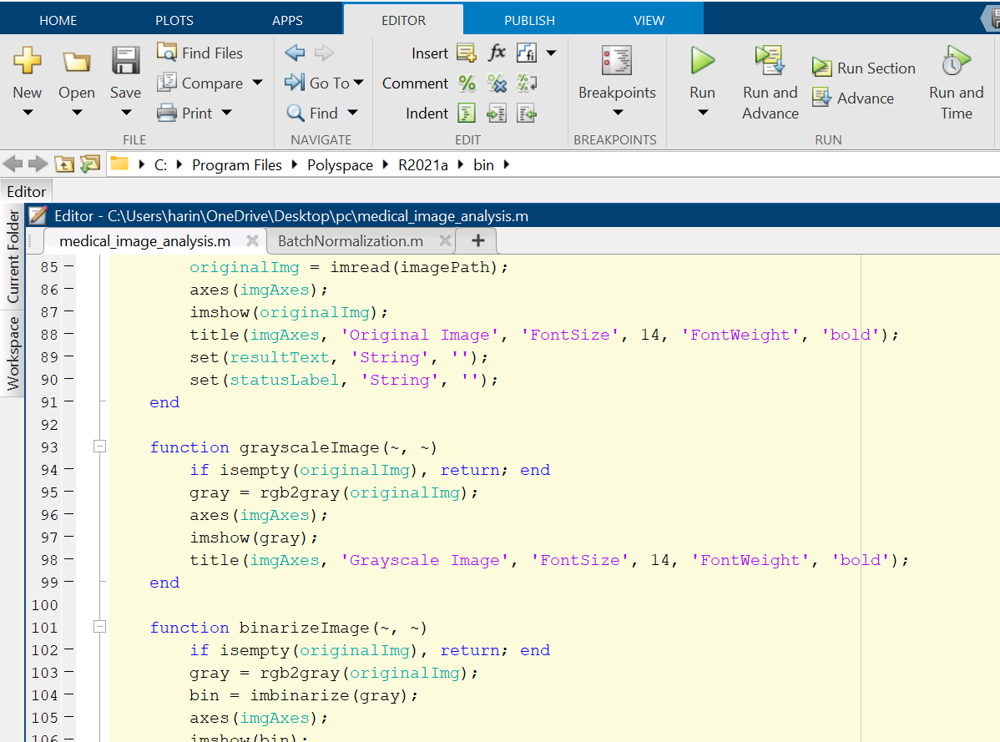 HOME PLOTS APPS EDITOR PUBLISH VIEW
New Open Save
Find Files
Compare
Print
FILE
Go To
Find
NAVIGATE
Insert fx fi
Comment % % %
Indent
EDIT
Breakpoints
BREAKPOINTS
Run
Run and Advance
Run Section
Advance
Run and Time
RUN
C: Program Files Polyspace R2021a bin
Editor
Current Folder
Workspace
Editor - C:\Users\harin\OneDrive\Desktop\pc\medical_image_analysis.m
medical_image_analysis.m BatchNormalization.m +
85 originalImg = imread(imagePath);
86 axes(imgAxes);
87 imshow(originalImg);
88 title(imgAxes, 'Original Image', 'FontSize', 14, 'FontWeight', 'bold');
89 set(resultText, 'String', '');
90 set(statusLabel, 'String', '');
91 end
92
93 function grayscaleImage(~, ~)
94 if isempty(originalImg), return; end
95 gray = rgb2gray(originalImg);
96 axes(imgAxes);
97 imshow(gray);
98 title(imgAxes, 'Grayscale Image', 'FontSize', 14, 'FontWeight', 'bold');
99 end
100
101 function binarizeImage(~, ~)
102 if isempty(originalImg), return; end
103 gray = rgb2gray(originalImg);
104 bin = imbinarize(gray);
105 axes(imgAxes);
106 imshow(bin);